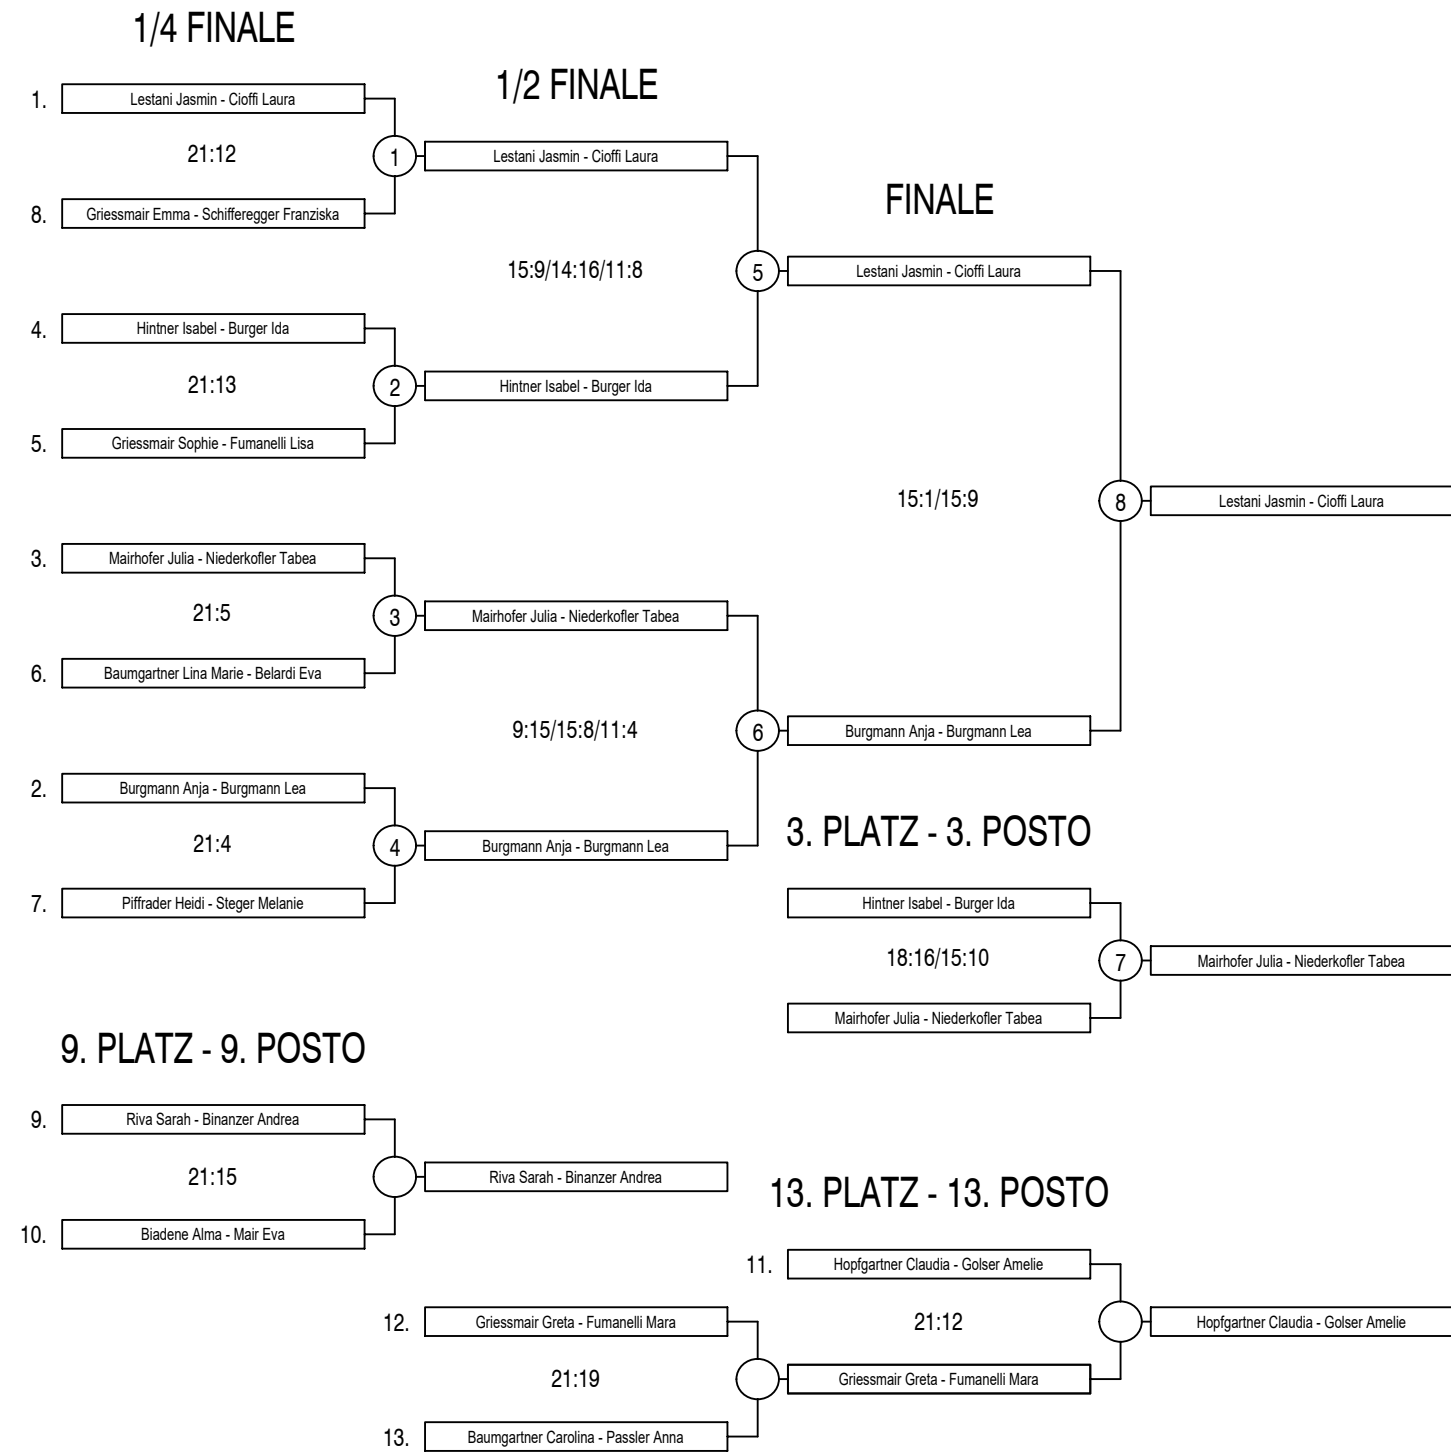 1/4 FINALE
1/2 FINALE
1. Lestani Jasmin - Cioffi Laura
21:12
1 Lestani Jasmin - Cioffi Laura
8. Griessmair Emma - Schifferegger Franziska
FINALE
15:9/14:16/11:8
5 Lestani Jasmin - Cioffi Laura
4. Hintner Isabel - Burger Ida
21:13
2 Hintner Isabel - Burger Ida
5. Griessmair Sophie - Fumanelli Lisa
15:1/15:9
8 Lestani Jasmin - Cioffi Laura
3. Mairhofer Julia - Niederkofler Tabea
21:5
3 Mairhofer Julia - Niederkofler Tabea
6. Baumgartner Lina Marie - Belardi Eva
9:15/15:8/11:4
6 Burgmann Anja - Burgmann Lea
2. Burgmann Anja - Burgmann Lea
21:4
4 Burgmann Anja - Burgmann Lea
7. Piffrader Heidi - Steger Melanie
3. PLATZ - 3. POSTO
Hintner Isabel - Burger Ida
18:16/15:10
7 Mairhofer Julia - Niederkofler Tabea
Mairhofer Julia - Niederkofler Tabea
9. PLATZ - 9. POSTO
9. Riva Sarah - Binanzer Andrea
21:15
Riva Sarah - Binanzer Andrea
10. Biadene Alma - Mair Eva
13. PLATZ - 13. POSTO
11. Hopfgartner Claudia - Golser Amelie
21:12
Hopfgartner Claudia - Golser Amelie
12. Griessmair Greta - Fumanelli Mara
21:19
Griessmair Greta - Fumanelli Mara
13. Baumgartner Carolina - Passler Anna